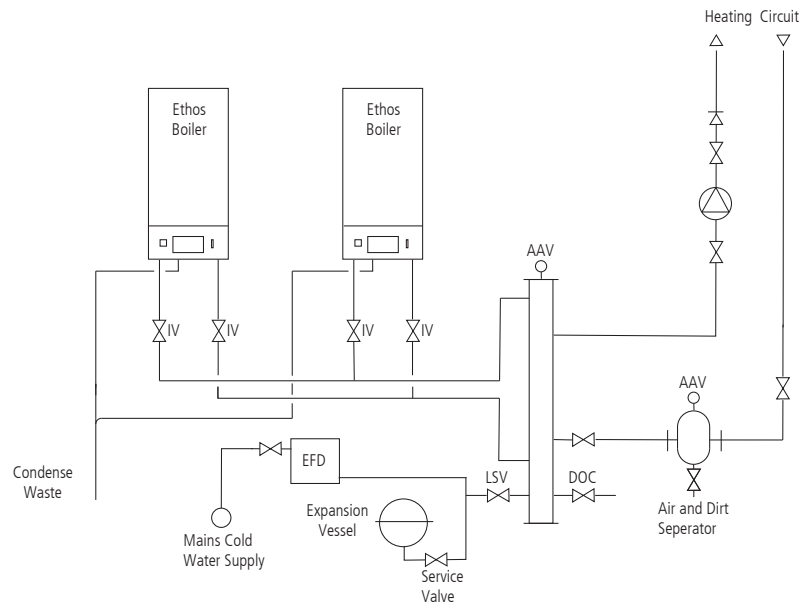 Heating Circuit
Ethos
Boiler
Ethos
Boiler
AAV
IV
IV
IV
IV
AAV
Condense
Waste
EFD
LSV
DOC
Expansion
Vessel
Air and Dirt
Seperator
Mains Cold
Water Supply
Service
Valve